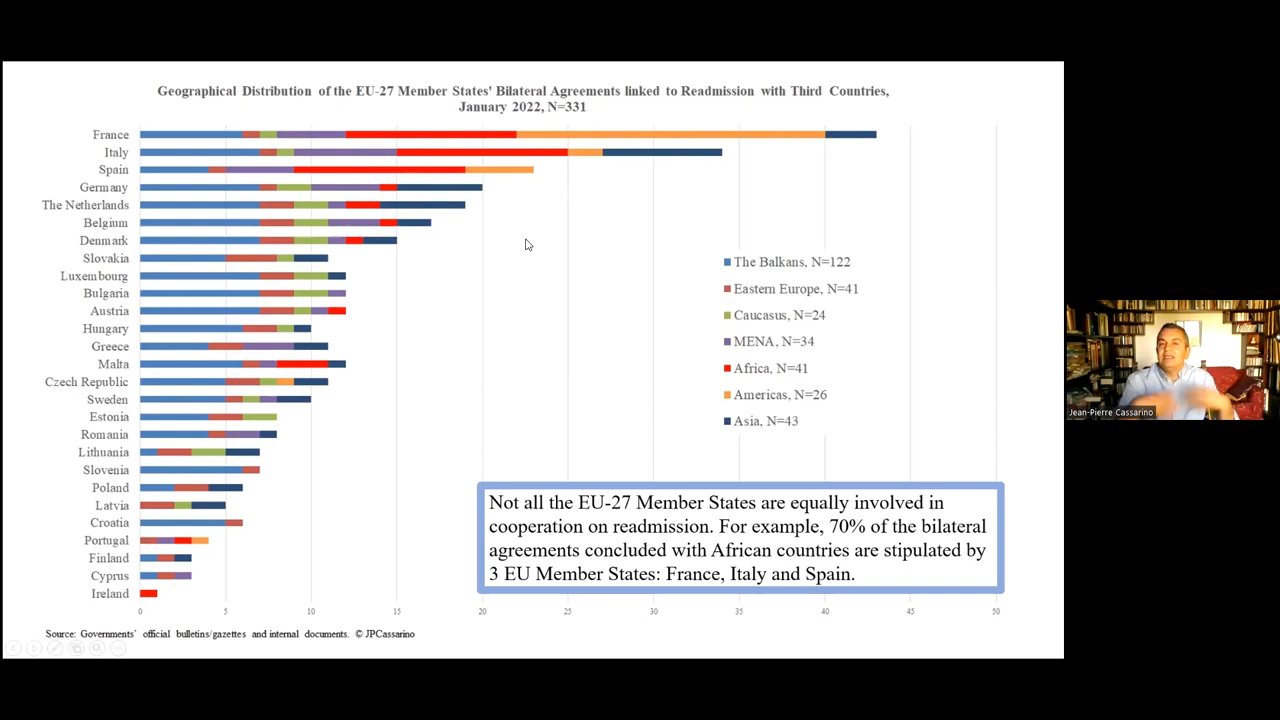 Geographical Distribution of the EU-27 Member States' Bilateral Agreements linked to Readmission with Third Countries,
January 2022, N=331
France
Italy
Spain
Germany
The Netherlands
Belgium
Denmark
Slovakia
Luxembourg
Bulgaria
Austria
Hungary
Greece
Malta
Czech Republic
Sweden
Estonia
Romania
Lithuania
Slovenia
Poland
Latvia
Croatia
Portugal
Finland
Cyprus
Ireland
0 5 10 15 20 25 30 35 40 45 50
The Balkans, N=122
Eastern Europe, N=41
Caucasus, N=24
MENA, N=34
Africa, N=41
Americas, N=26
Asia, N=43
Not all the EU-27 Member States are equally involved in
cooperation on readmission. For example, 70% of the bilateral
agreements concluded with African countries are stipulated by
3 EU Member States: France, Italy and Spain.
Source: Governments' official bulletins/gazettes and internal documents. © JPCassarino
Jean-Pierre Cassarino